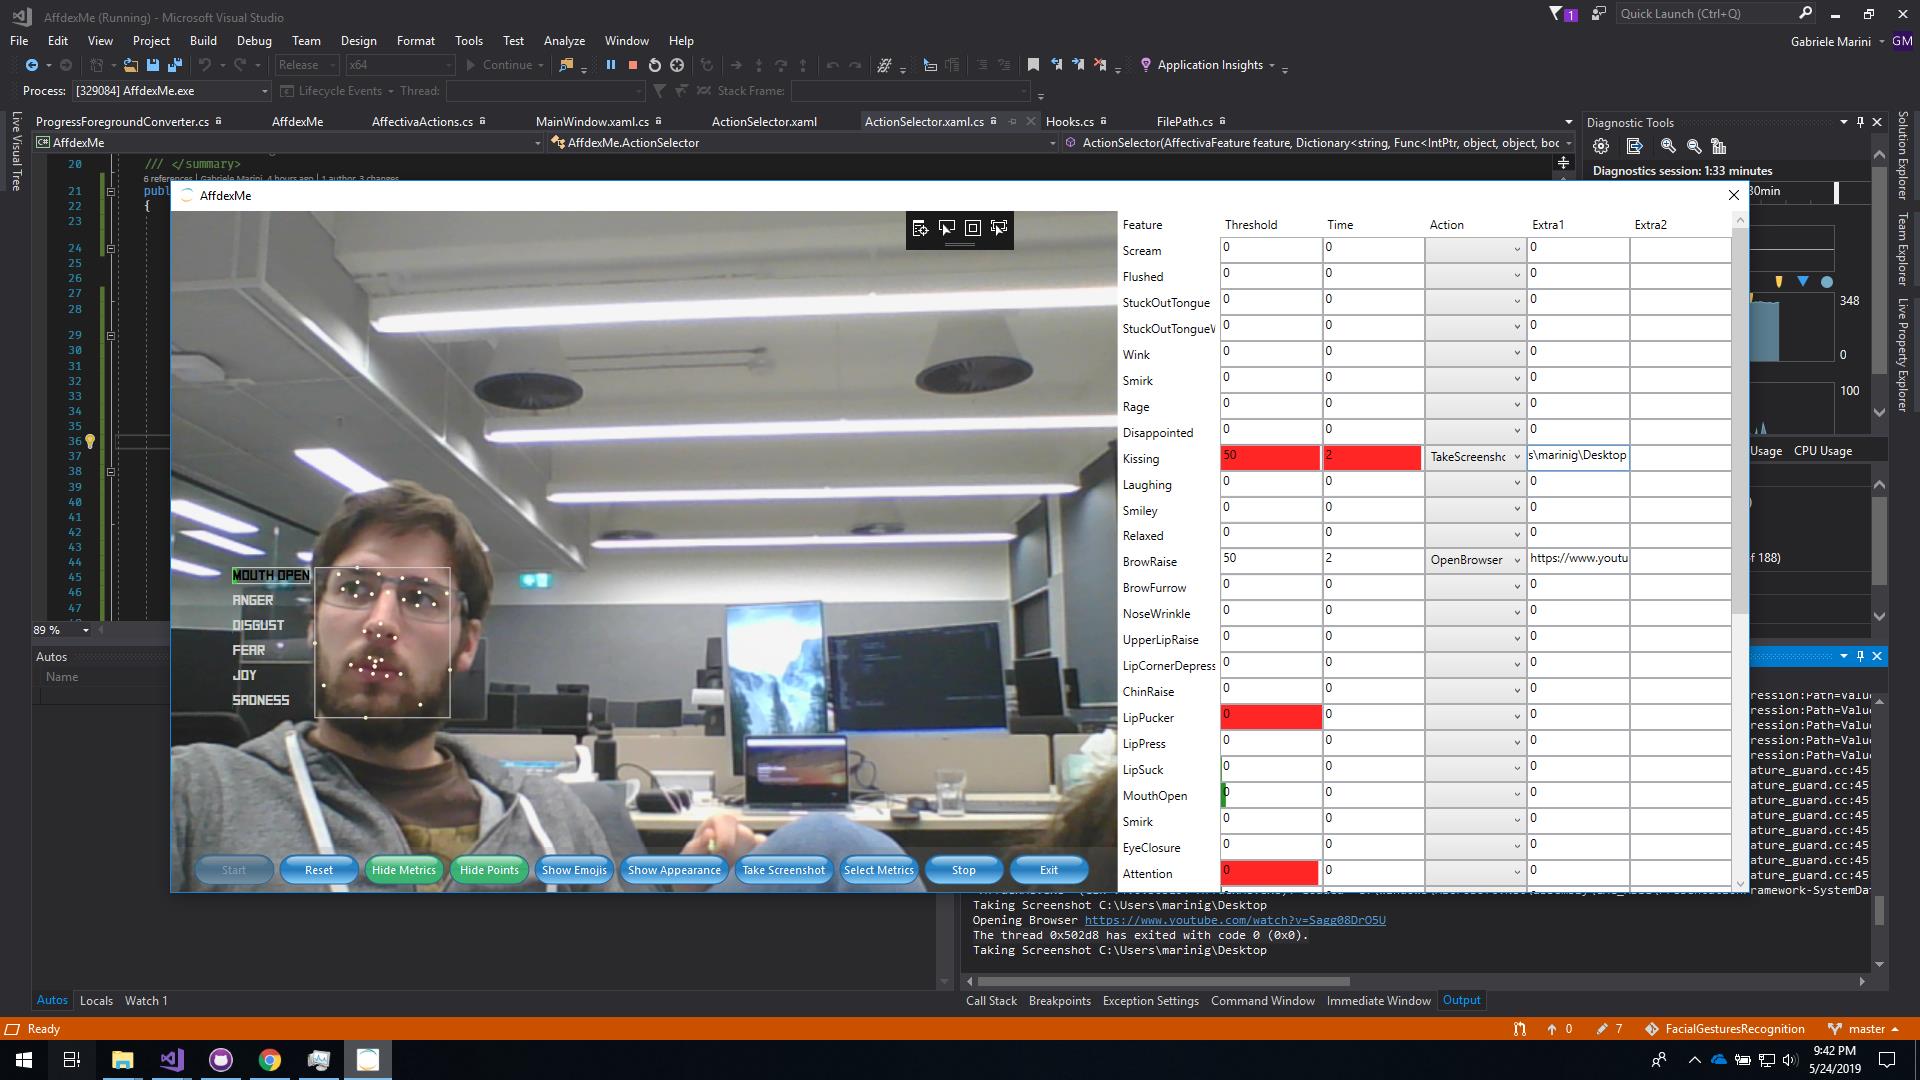 AffdexMe (Running) - Microsoft Visual Studio
1
Quick Launch (Ctrl+Q)
File Edit View Project Build Debug Team Design Format Tools Test Analyze Window Help
Gabriele Marini GM
Release x64 Continue Application Insights
Process: [329084] AffdexMe.exe Lifecycle Events Thread: Stack Frame:
Live Visual Tree
ProgressForegroundConverter.cs AffdexMe AffectivaActions.cs MainWindow.xaml.cs ActionSelector.xaml ActionSelector.xaml.cs Hooks.cs FilePath.cs
AffdexMe AffdexMe.ActionSelector ActionSelector(AffectivaFeature feature, Dictionary<string, Func<IntPtr, object, object, boo
20 /// </summary>
6 references | Gabriele Marini, 4 hours ago | 1 author, 3 changes
21 publ
22 {
23
24
25
26
27
28
29
30
31
32
33
34
35
36
37
38
39
40
41
42
43
44
45
46
47
89 %
Autos
Name
Autos Locals Watch 1
Diagnostic Tools
Diagnostics session: 1:33 minutes
30min
348
0
100
Usage CPU Usage
of 188)
Solution Explorer
Team Explorer
Live Property Explorer
AffdexMe
MOUTH OPEN
ANGER
DISGUST
FEAR
JOY
SADNESS
Start Reset Hide Metrics Hide Points Show Emojis Show Appearance Take Screenshot Select Metrics Stop Exit
Feature Threshold Time Action Extra1 Extra2
Scream 0 0 0
Flushed 0 0 0
StuckOutTongue 0 0 0
StuckOutTongueW 0 0 0
Wink 0 0 0
Smirk 0 0 0
Rage 0 0 0
Disappointed 0 0 0
Kissing 50 2 TakeScreensho s\marinig\Desktop
Laughing 0 0 0
Smiley 0 0 0
Relaxed 0 0 0
BrowRaise 50 2 OpenBrowser https://www.youtu
BrowFurrow 0 0 0
NoseWrinkle 0 0 0
UpperLipRaise 0 0 0
LipCornerDepress 0 0 0
ChinRaise 0 0 0
LipPucker 0 0 0
LipPress 0 0 0
LipSuck 0 0 0
MouthOpen 0 0 0
Smirk 0 0 0
EyeClosure 0 0 0
Attention 0 0 0
ression:Path=Value
ression:Path=Value
ression:Path=Value
ression:Path=Value
ression:Path=Value
ature_guard.cc:45
ature_guard.cc:45
ature_guard.cc:45
ature_guard.cc:45
ature_guard.cc:45
ature_guard.cc:45
ature_guard.cc:45
ature_guard.cc:45
ramework-SystemDat
Taking Screenshot C:\Users\marinig\Desktop
Opening Browser https://www.youtube.com/watch?v=Sagg08DrO5U
The thread 0x502d8 has exited with code 0 (0x0).
Taking Screenshot C:\Users\marinig\Desktop
Call Stack Breakpoints Exception Settings Command Window Immediate Window Output
Ready
0 7 FacialGesturesRecognition master
9:42 PM
5/24/2019